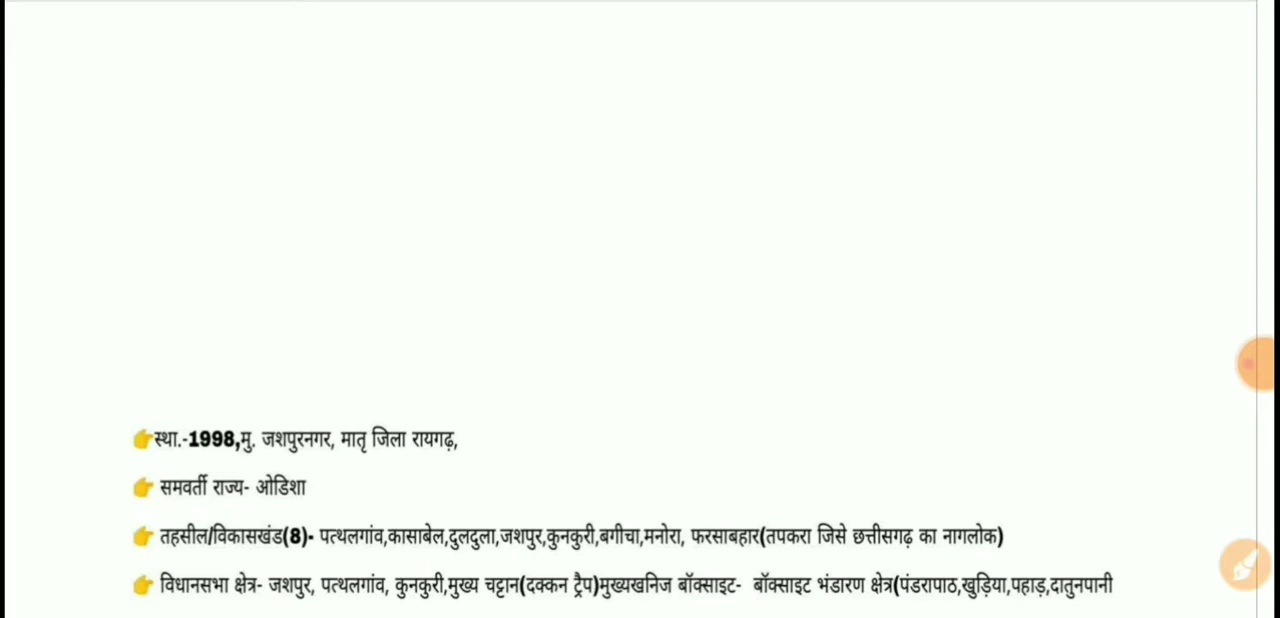 👉स्था.-1998,मु. जशपुरनगर, मातृ जिला रायगढ़,
👉 समवर्ती राज्य- ओडिशा
👉 तहसील/विकासखंड(8)- पत्थलगांव,कासाबेल,दुलदुला,जशपुर,कुनकुरी,बगीचा,मनोरा, फरसाबहार(तपकरा जिसे छत्तीसगढ़ का नागलोक)
👉 विधानसभा क्षेत्र- जशपुर, पत्थलगांव, कुनकुरी,मुख्य चट्टान(दक्कन ट्रैप)मुख्यखनिज बॉक्साइट- बॉक्साइट भंडारण क्षेत्र(पंडरापाठ,खुड़िया,पहाड़,दातुनपानी